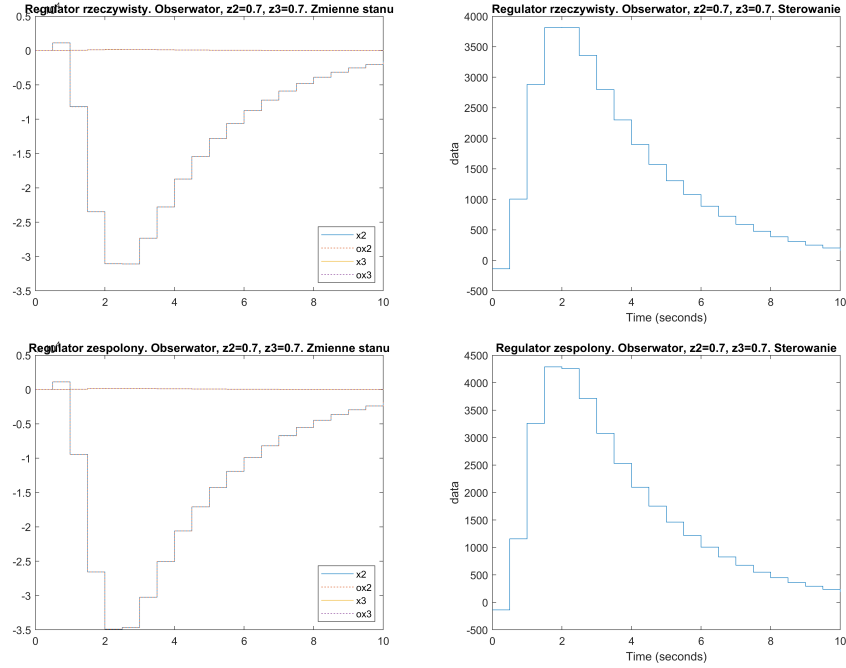 Regulator rzeczywisty. Obserwator, z2=0.7, z3=0.7. Zmienne stanu
0.5
0
-0.5
-1
-1.5
-2
-2.5
-3
-3.5
0 2 4 6 8 10
x2
ox2
x3
ox3
Regulator rzeczywisty. Obserwator, z2=0.7, z3=0.7. Sterowanie
4000
3500
3000
2500
2000
1500
1000
500
0
-500
data
0 2 4 6 8 10
Time (seconds)
Regulator zespolony. Obserwator, z2=0.7, z3=0.7. Zmienne stanu
0.5
0
-0.5
-1
-1.5
-2
-2.5
-3
-3.5
0 2 4 6 8 10
x2
ox2
x3
ox3
Regulator zespolony. Obserwator, z2=0.7, z3=0.7. Sterowanie
4500
4000
3500
3000
2500
2000
1500
1000
500
0
-500
data
0 2 4 6 8 10
Time (seconds)